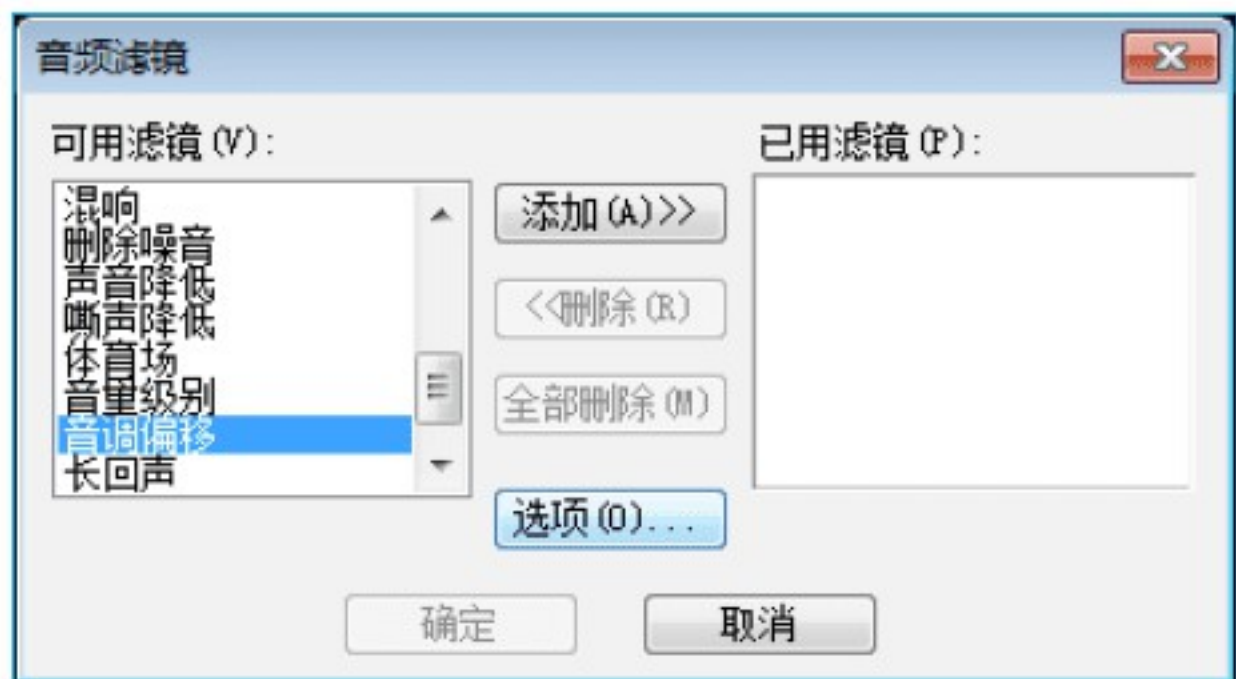 音频滤镜
可用滤镜(V):
已用滤镜(P):
混响
删除噪音
声音降低
嘶声降低
体育场
音量级别
音调偏移
长回声
添加(A)>>
<<删除(R)
全部删除(M)
选项(O)...
确定
取消